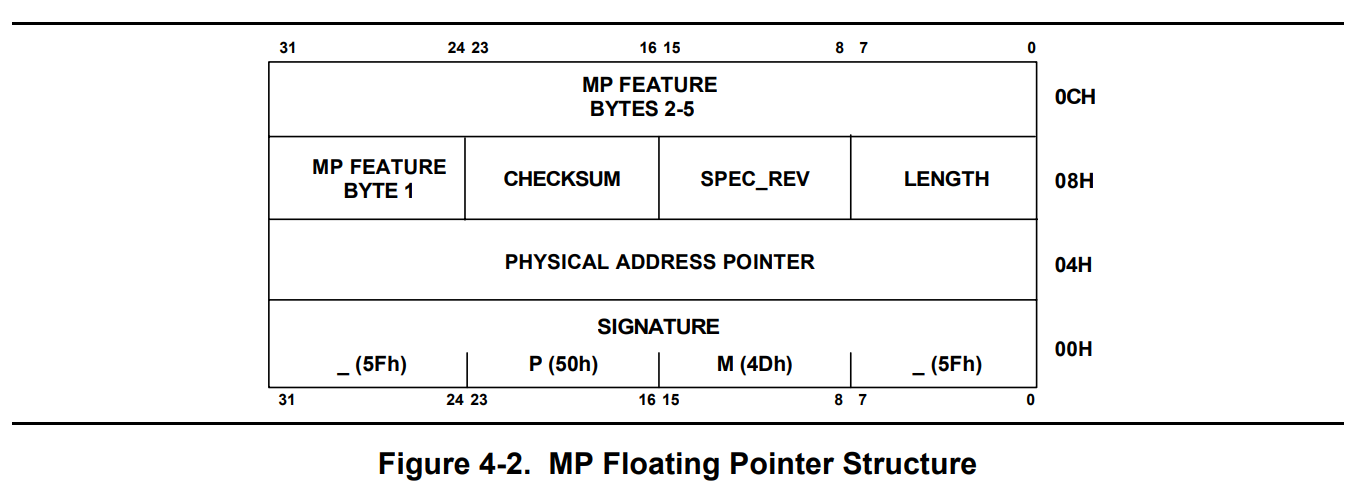 31 24 23 16 15 8 7 0
MP FEATURE
BYTES 2-5
0CH
MP FEATURE
BYTE 1
CHECKSUM
SPEC_REV
LENGTH
08H
PHYSICAL ADDRESS POINTER
04H
SIGNATURE
_ (5Fh) P (50h) M (4Dh) _ (5Fh)
00H
31 24 23 16 15 8 7 0
Figure 4-2. MP Floating Pointer Structure